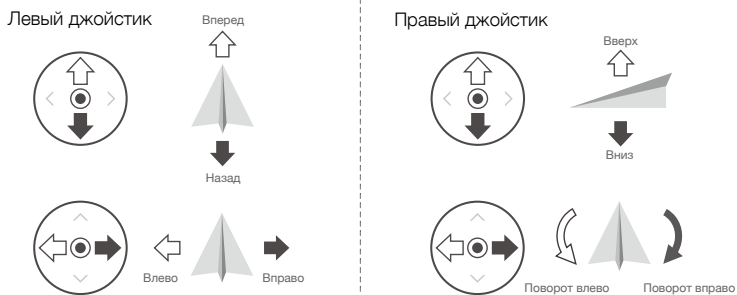 Левый джойстик
Вперед
Назад
Влево
Вправо
Правый джойстик
Вверх
Вниз
Поворот влево
Поворот вправо